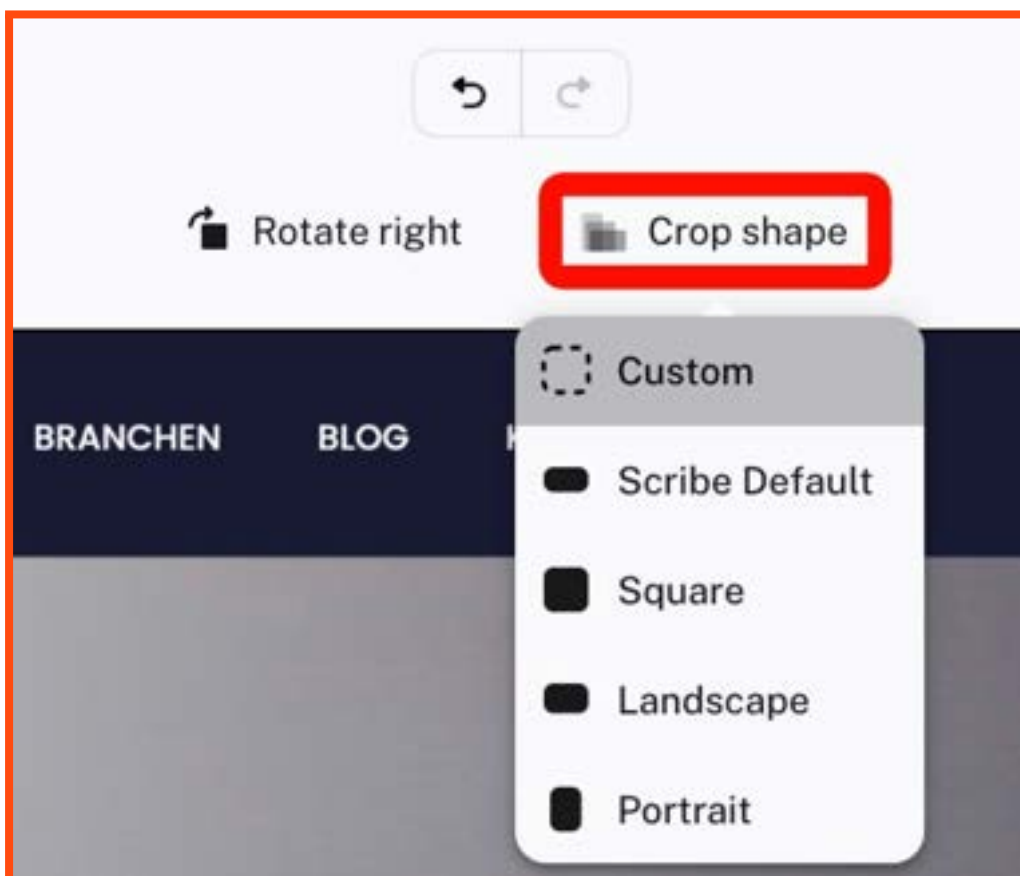 Rotate right
Crop shape
Custom
BRANCHEN
BLOG
Scribe Default
Square
Landscape
Portrait